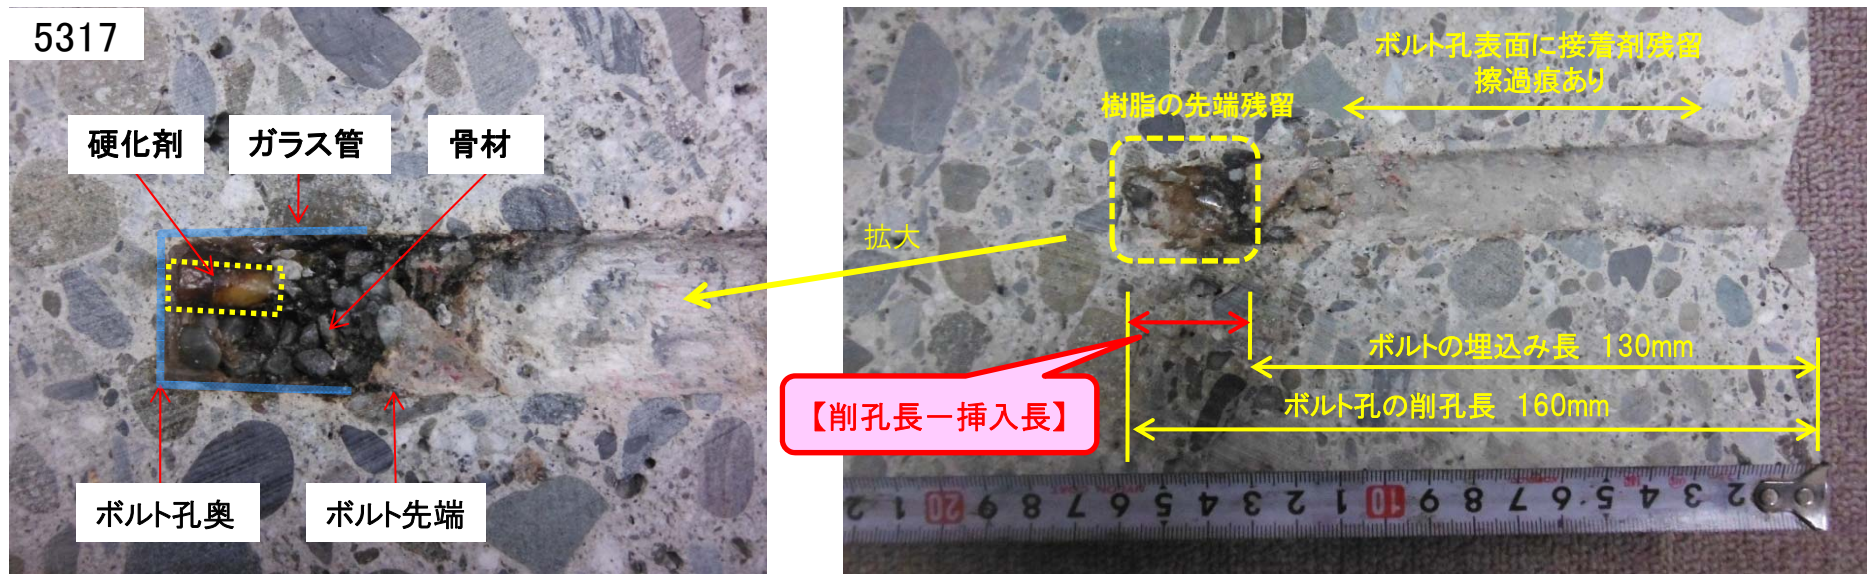 5317
硬化剤
ガラス管
骨材
ボルト孔奥
ボルト先端
ボルト孔表面に接着剤残留
擦過痕あり
樹脂の先端残留
拡大
ボルトの埋込み長 130mm
【削孔長－挿入長】
ボルト孔の削孔長 160mm
1 20 9 8 7 6 5 4 3 2 1 10 9 8 7 6 5 4 3 2